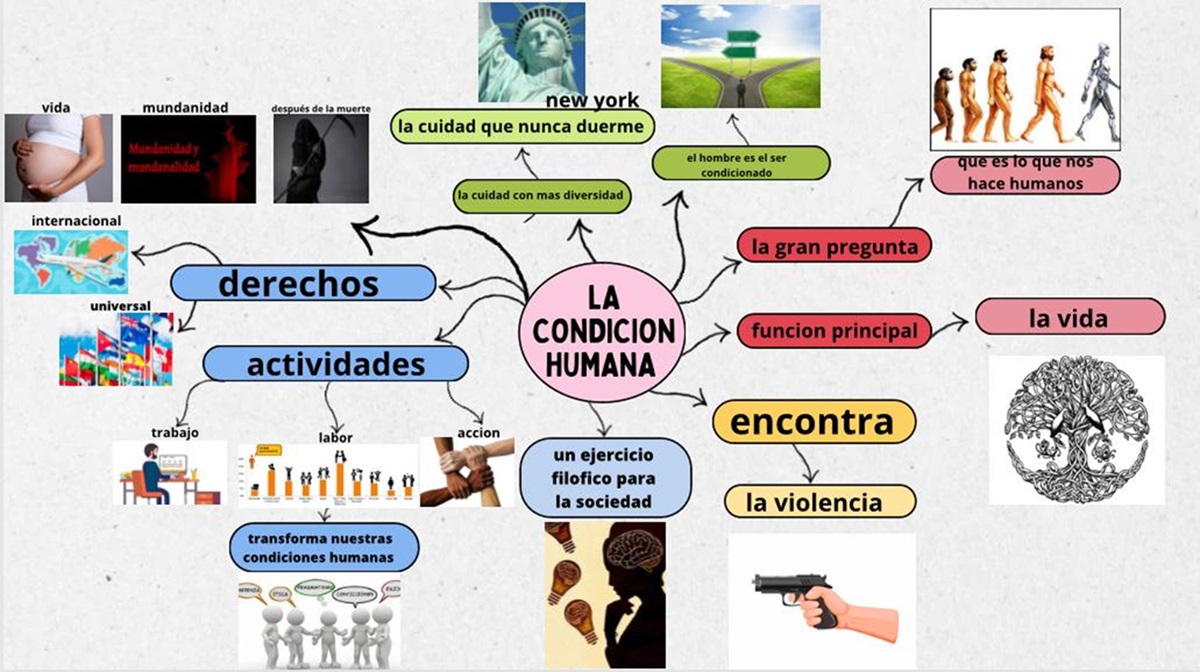 new york
la cuidad que nunca duerme
la cuidad con mas diversidad
el hombre es el ser
condicionado
que es lo que nos
hace humanos
vida
mundanidad
después de la muerte
Mundanidad y
mundanalidad
internacional
derechos
universal
actividades
trabajo
labor
accion
transforma nuestras
condiciones humanas
ETICA
LA
CONDICION
HUMANA
la gran pregunta
funcion principal
la vida
encontra
la violencia
un ejercicio
filofico para
la sociedad